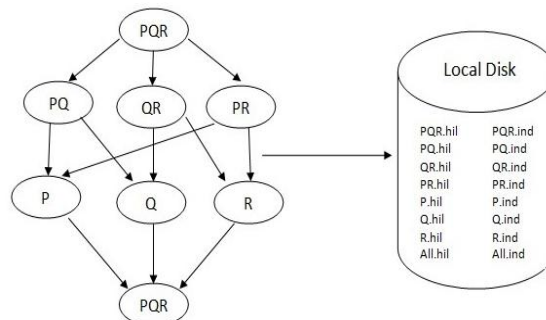 PQR
PQ QR PR
P Q R
PQR
Local Disk
PQR.hil PQR.ind
PQ.hil PQ.ind
QR.hil QR.ind
PR.hil PR.ind
P.hil P.ind
Q.hil Q.ind
R.hil R.ind
All.hil All.ind